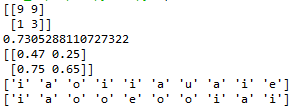 [[9 9]
 [1 3]]
0.7305288110727322
[[0.47 0.25]
 [0.75 0.65]]
['i' 'a' 'o' 'i' 'i' 'a' 'u' 'a' 'i' 'e']
['i' 'a' 'o' 'o' 'e' 'o' 'o' 'i' 'a' 'i']